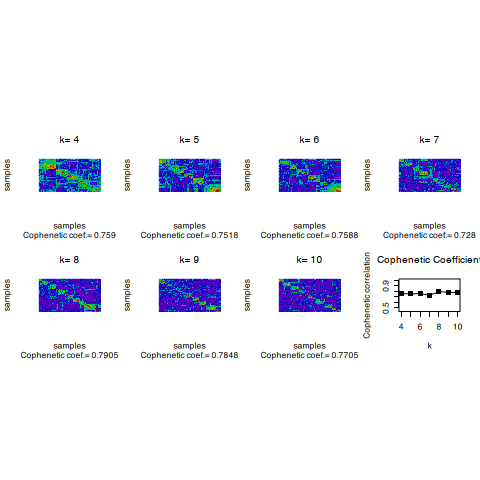 k= 4
samples
samples
Cophenetic coef.= 0.759
k= 5
samples
samples
Cophenetic coef.= 0.7518
k= 6
samples
samples
Cophenetic coef.= 0.7588
k= 7
samples
samples
Cophenetic coef.= 0.728
k= 8
samples
samples
Cophenetic coef.= 0.7905
k= 9
samples
samples
Cophenetic coef.= 0.7848
k= 10
samples
samples
Cophenetic coef.= 0.7705
Cophenetic Coefficien
Cophenetic correlation
0.9
0.5
4 6 8 10
k